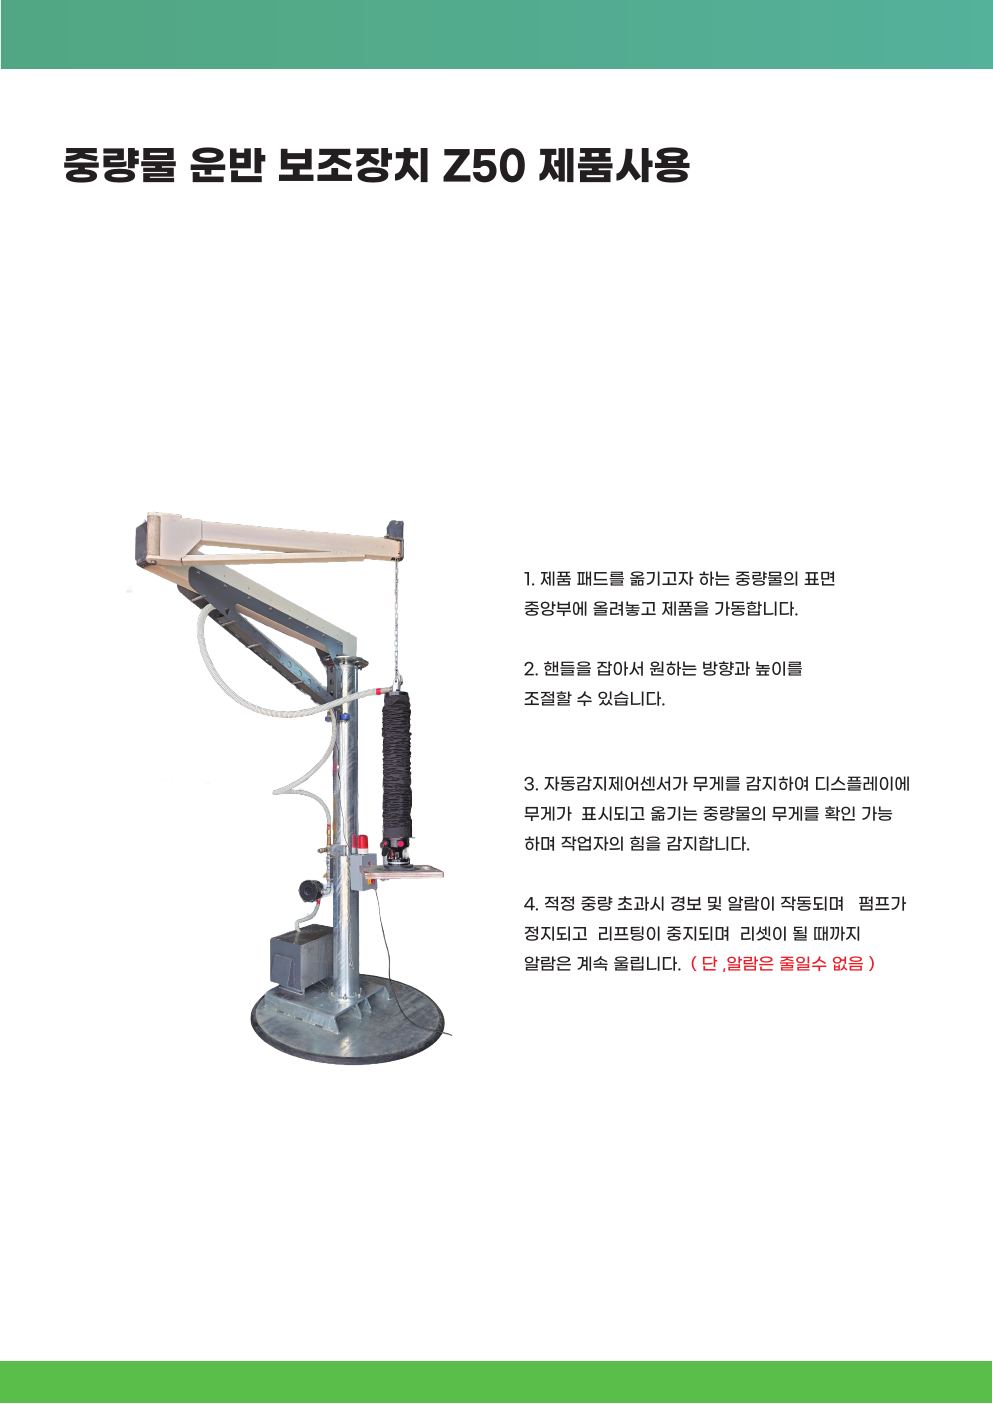 중량물 운반 보조장치 Z50 제품사용
1. 제품 패드를 옮기고자 하는 중량물의 표면
중앙부에 올려놓고 제품을 가동합니다.
2. 핸들을 잡아서 원하는 방향과 높이를
조절할 수 있습니다.
3. 자동감지제어센서가 무게를 감지하여 디스플레이에
무게가  표시되고 옮기는 중량물의 무게를 확인 가능
하며 작업자의 힘을 감지합니다.
4. 적정 중량 초과시 경보 및 알람이 작동되며   펌프가
정지되고  리프팅이 중지되며  리셋이 될 때까지
알람은 계속 울립니다.  ( 단 ,알람은 줄일수 없음 )